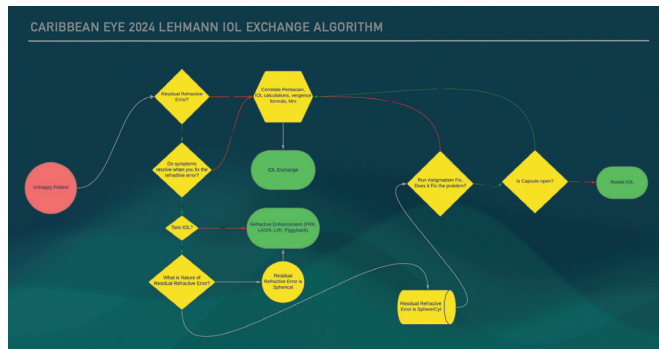 CARIBBEAN EYE 2024 LEHMANN IOL EXCHANGE ALGORITHM
Unhappy Patient
Residual Refractive
Error?
Do symptoms
resolve when you fix the
refractive error?
Toric IOL?
What is Nature of
Residual Refractive Error?
Correlate Pentacam,
IOL calculations, vergence
formula, Mrx
IOL Exchange
Refractive Enhancement (PRK,
LASIK, LRI, Piggyback)
Residual
Refractive Error is
Spherical
Residual Refractive
Error is Sphere/Cyl
Run Astigmatism Fix,
Does it Fix the problem?
Is Capsule open?
Rotate IOL